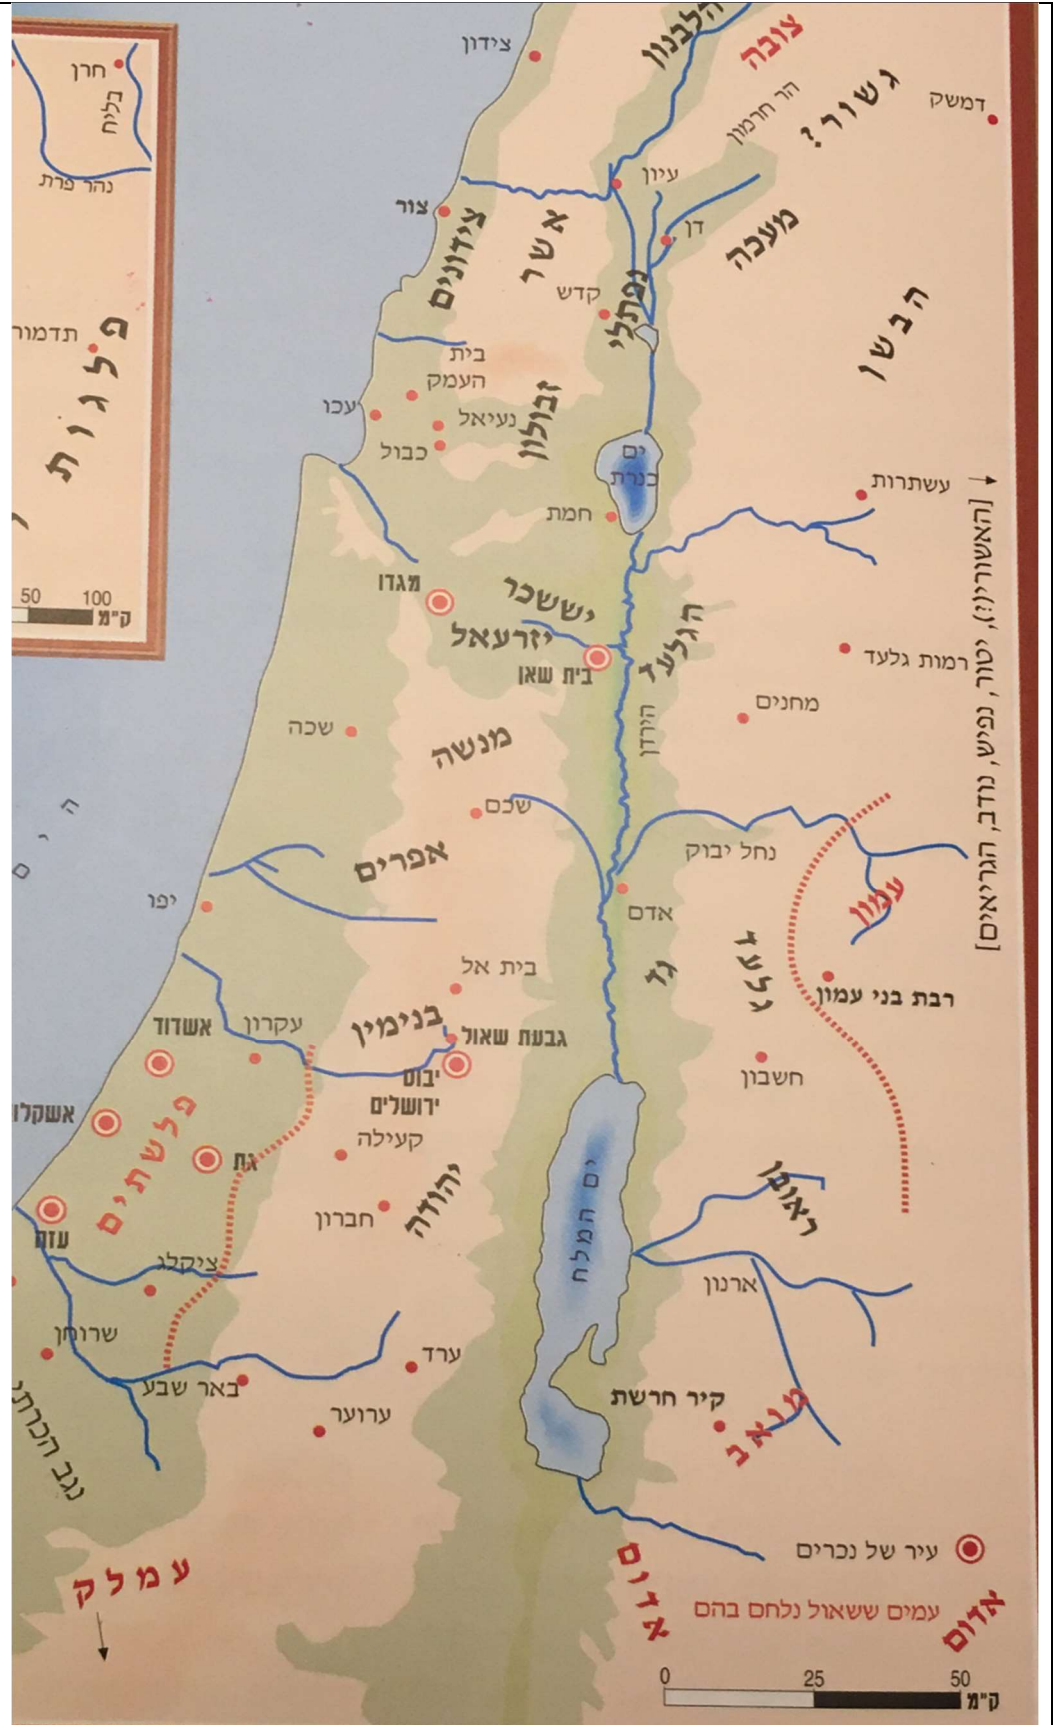 הלבנון
צובה
צידון
חרן
בליח
נהר פרת
הר חרמון
גשור?
דמשק
עיון
צור
צידונים
אשר
דן
מעכה
קדש
נפתלי
תדמור
פלגות
הבשן
בית
העמק
עכו
נעיאל
כבול
זבולון
ים
כנרת
חמת
עשתרות
50
100
ק״מ
מגדו
יששכר
יזרעאל
בית שאן
הגלעד
רמות גלעד
[האשורי(?), יטור, נפיש, נודב, הגריאים]
מחנים
הירדן
שכה
מנשה
שכם
הים
אפרים
נחל יבוק
עמון
יפו
אדם
גד
גלעד
בית אל
רבת בני עמון
אשדוד
עקרון
בנימין
גבעת שאול
יבוס
ירושלים
חשבון
אשקלו
פלשתים
גת
קעילה
יהודה
חברון
ים המלח
ראובן
עזה
ציקלג
ארנון
שרוחן
באר שבע
ערד
ערוער
קיר חרשת
מואב
נגב הכרתי
עמלק
אדום
עיר של נכרים
עמים ששאול נלחם בהם
אדום
0
25
50
ק״מ